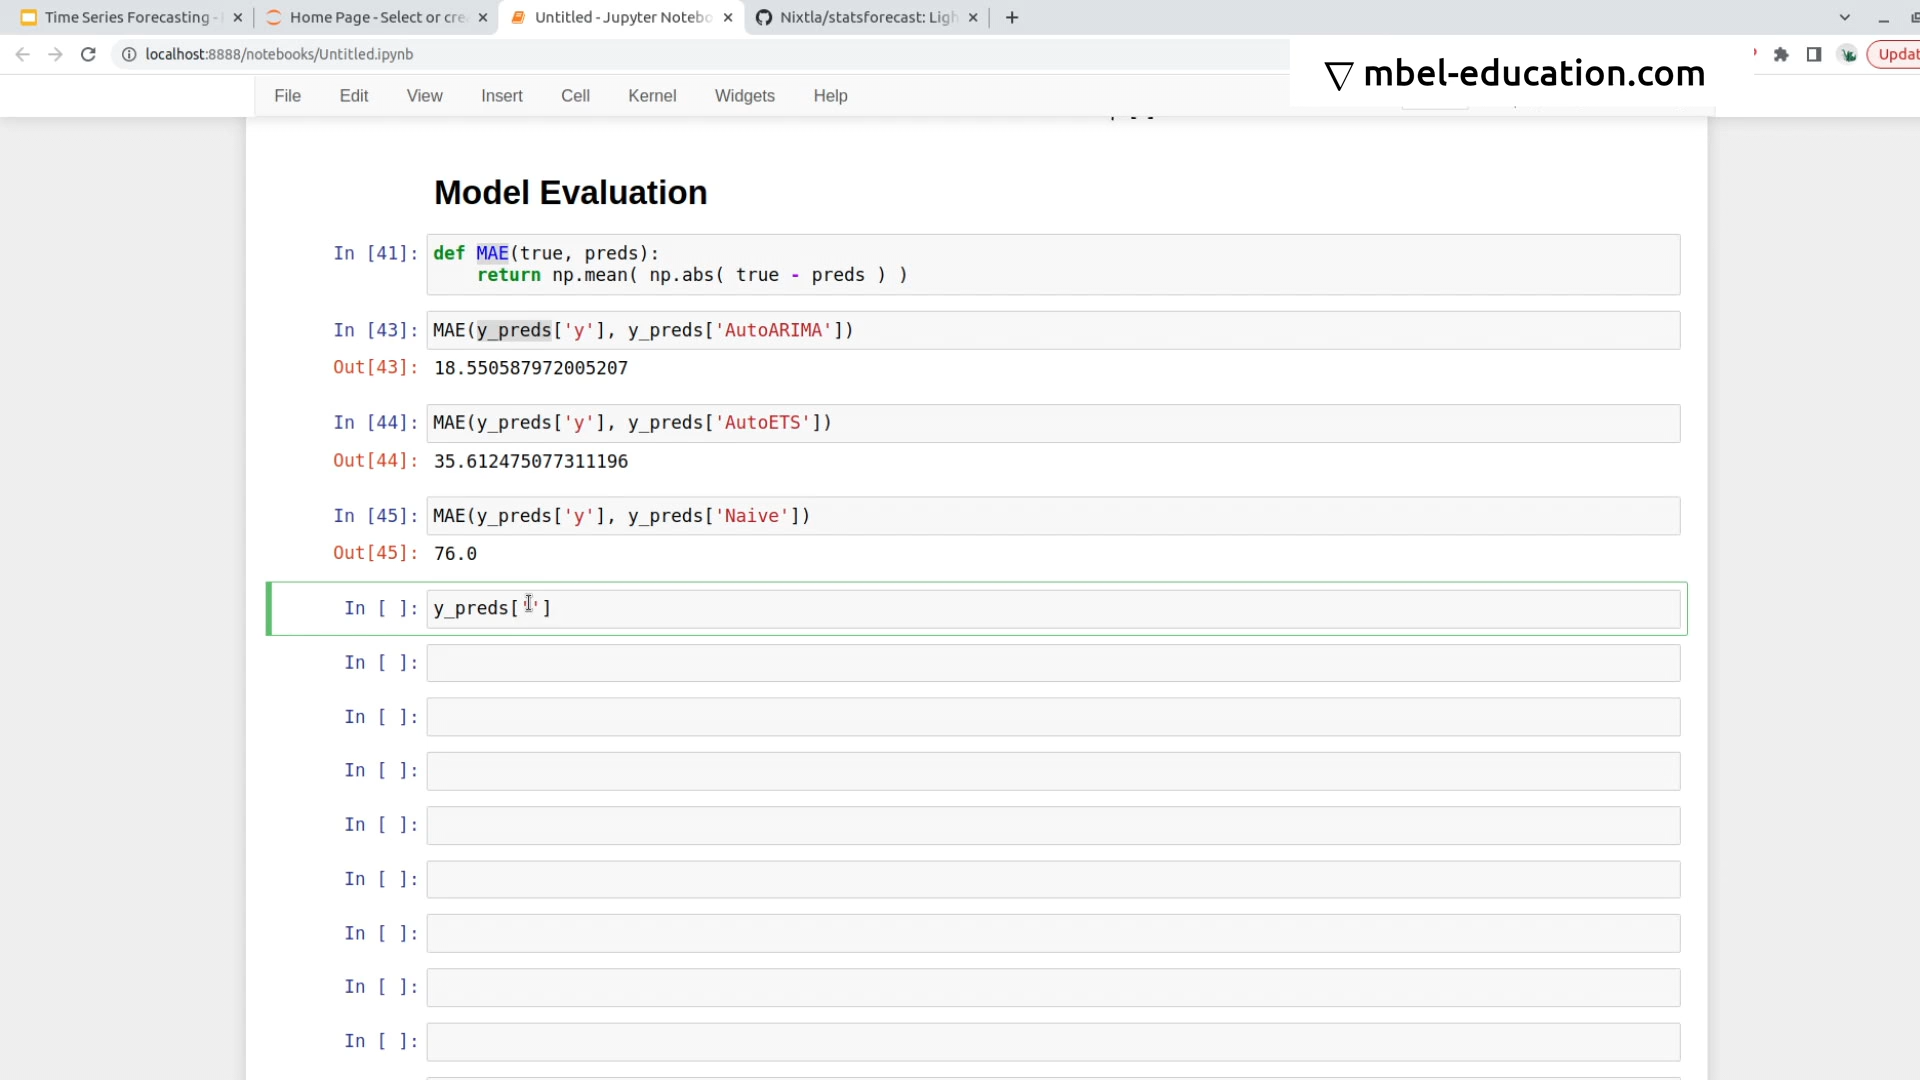 Time Series Forecasting -
Home Page - Select or cre
Untitled - Jupyter Notebo
Nixtla/statsforecast: Ligh
localhost:8888/notebooks/Untitled.ipynb
Updat
▽ mbel-education.com
File Edit View Insert Cell Kernel Widgets Help
Model Evaluation
In [41]: def MAE(true, preds):
return np.mean( np.abs( true - preds ) )
In [43]: MAE(y_preds['y'], y_preds['AutoARIMA'])
Out[43]: 18.550587972005207
In [44]: MAE(y_preds['y'], y_preds['AutoETS'])
Out[44]: 35.612475077311196
In [45]: MAE(y_preds['y'], y_preds['Naive'])
Out[45]: 76.0
In [ ]: y_preds['']
In [ ]:
In [ ]:
In [ ]:
In [ ]:
In [ ]:
In [ ]:
In [ ]:
In [ ]: